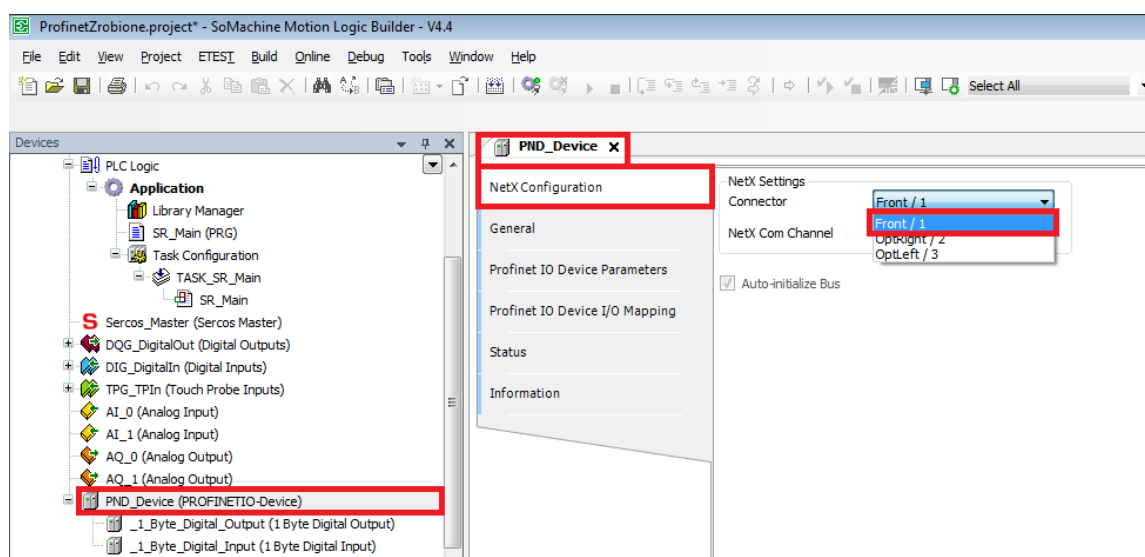 ProfinetZrobione.project* - SoMachine Motion Logic Builder - V4.4
File Edit View Project ETEST Build Online Debug Tools Window Help
Select All
Devices
PLC Logic
Application
Library Manager
SR_Main (PRG)
Task Configuration
TASK_SR_Main
SR_Main
Sercos_Master (Sercos Master)
DQG_DigitalOut (Digital Outputs)
DIG_DigitalIn (Digital Inputs)
TPG_TPIn (Touch Probe Inputs)
AI_0 (Analog Input)
AI_1 (Analog Input)
AQ_0 (Analog Output)
AQ_1 (Analog Output)
PND_Device (PROFINETIO-Device)
_1_Byte_Digital_Output (1 Byte Digital Output)
_1_Byte_Digital_Input (1 Byte Digital Input)
PND_Device X
NetX Configuration
General
Profinet IO Device Parameters
Profinet IO Device I/O Mapping
Status
Information
NetX Settings
Connector Front / 1
Front / 1
NetX Com Channel OptRight / 2
OptLeft / 3
Auto-initialize Bus